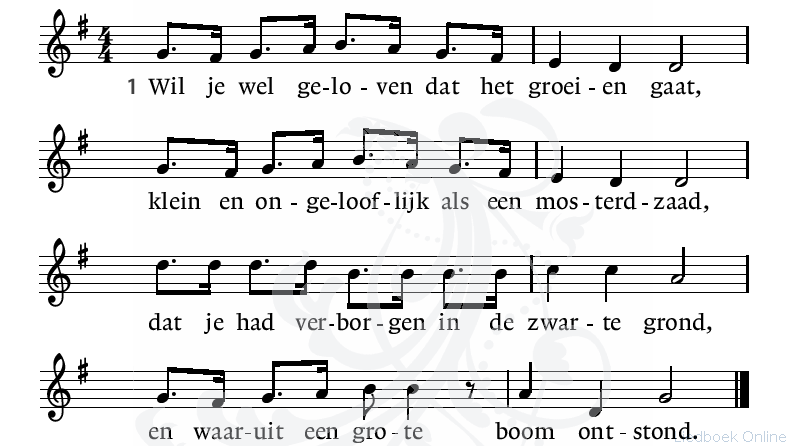 1 Wil je wel ge-lo - ven dat het groei - en gaat,
klein en on - ge-loof-lijk als een mos-terd-zaad,
dat je had ver-bor-gen in de zwar - te grond,
en waar-uit een gro-te boom ont - stond.
Liedboek Online